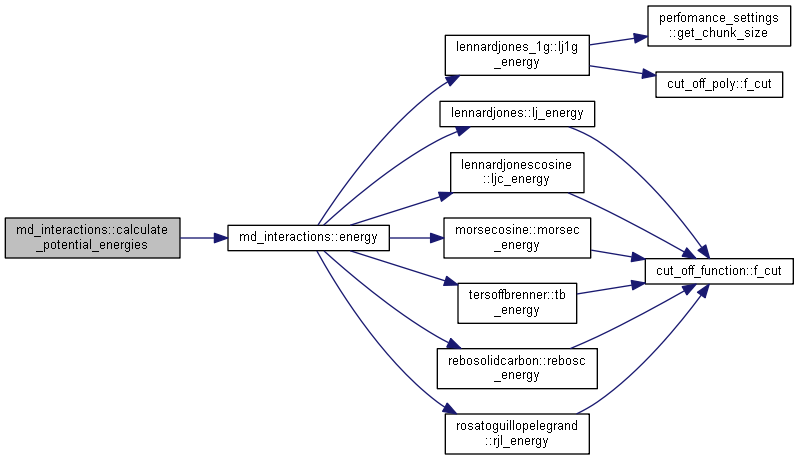 md_interactions::calculate
_potential_energies
md_interactions::energy
lennardjones_1g::lj1g
_energy
lennardjones::lj_energy
lennardjonescosine
::ljc_energy
morsecosine::morsec
_energy
tersoffbrenner::tb
_energy
rebosolidcarbon::rebosc
_energy
rosatoguillopelegrand
::rjl_energy
perfomance_settings
::get_chunk_size
cut_off_poly::f_cut
cut_off_function::f_cut